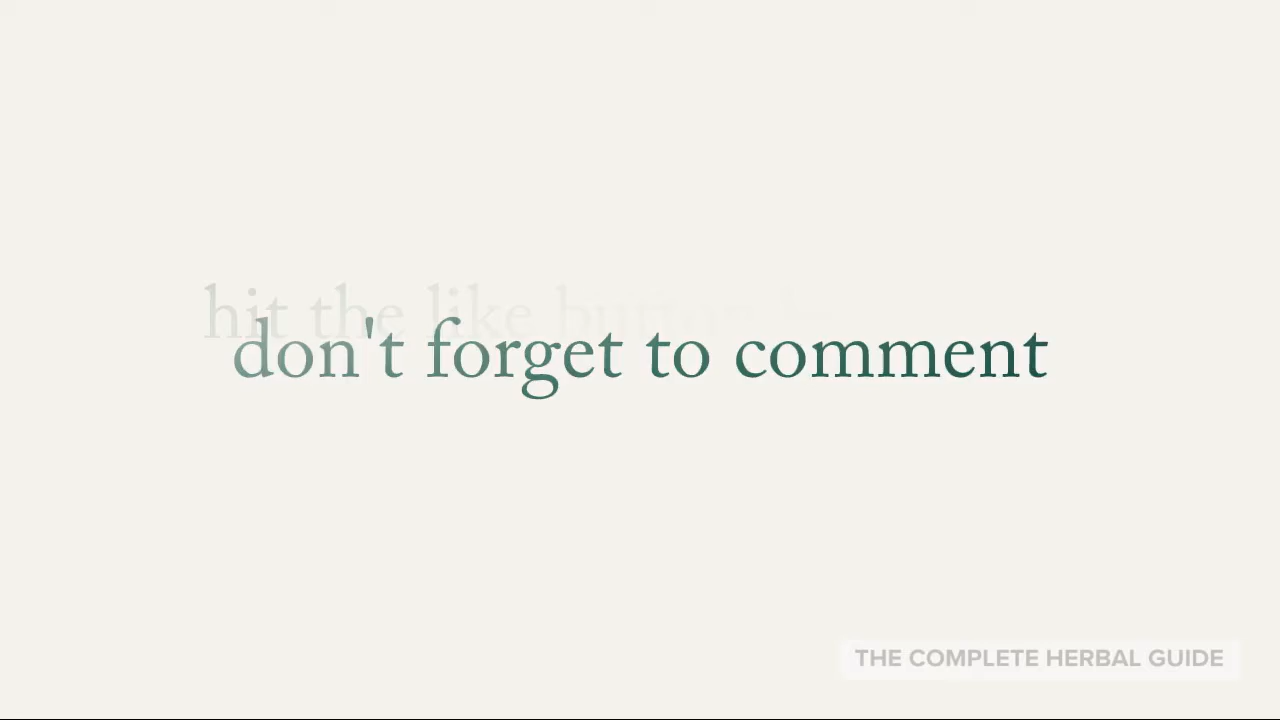 hit the like button
don't forget to comment
THE COMPLETE HERBAL GUIDE